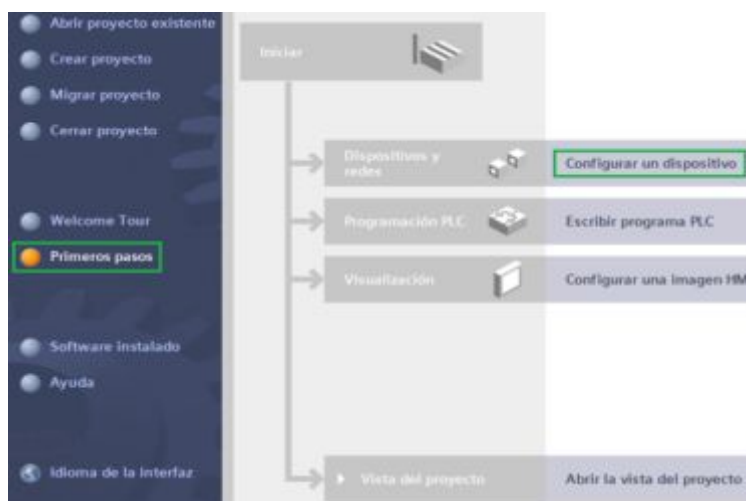 Abrir proyecto existente
Crear proyecto
Migrar proyecto
Cerrar proyecto
Welcome Tour
Primeros pasos
Software instalado
Ayuda
Idioma de la interfaz
Iniciar
Dispositivos y
redes
Configurar un dispositivo
Programación PLC
Escribir programa PLC
Visualización
Configurar una imagen HM
Vista del proyecto
Abrir la vista del proyecto